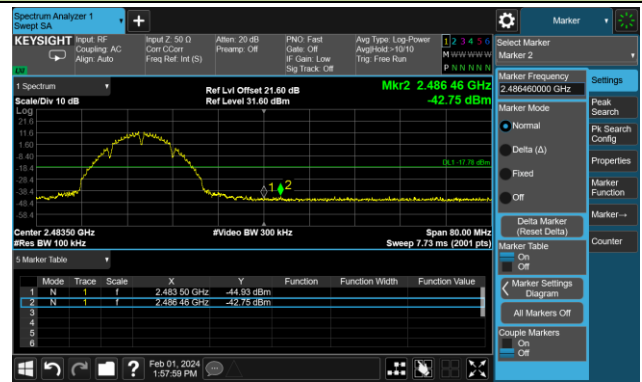 Spectrum Analyzer 1
Swept SA
Marker
KEYSIGHT
Input: RF
Coupling: AC
Align: Auto
Input Z: 50 Ω
Corr CCorr
Freq Ref: Int (S)
Atten: 20 dB
Preamp: Off
PNO: Fast
Gate: Off
IF Gain: Low
Sig Track: Off
Avg Type: Log-Power
Avg|Hold:>10/10
Trig: Free Run
1 2 3 4 5 6
M W W W W W
P N N N N N
LW
Select Marker
Marker 2
1 Spectrum
Scale/Div 10 dB
Ref Lvl Offset 21.60 dB
Ref Level 31.60 dBm
Mkr2 2.486 46 GHz
-42.75 dBm
Log
21.6
11.6
1.60
-8.40
-18.4
-28.4
-38.4
-48.4
-58.4
DL1 -17.78 dBm
1
2
Center 2.48350 GHz
#Video BW 300 kHz
Span 80.00 MHz
#Res BW 100 kHz
Sweep 7.73 ms (2001 pts)
5 Marker Table
Mode Trace Scale X Y Function Function Width Function Value
1 N 1 f 2.483 50 GHz -44.93 dBm
2 N 1 f 2.486 46 GHz -42.75 dBm
3
4
5
6
Marker Frequency
2.486460000 GHz
Marker Mode
Normal
Delta (Δ)
Fixed
Off
Delta Marker
(Reset Delta)
Marker Table
On
Off
Marker Settings
Diagram
All Markers Off
Couple Markers
On
Off
Settings
Peak
Search
Pk Search
Config
Properties
Marker
Function
Marker→
Counter
?
Feb 01, 2024
1:57:59 PM